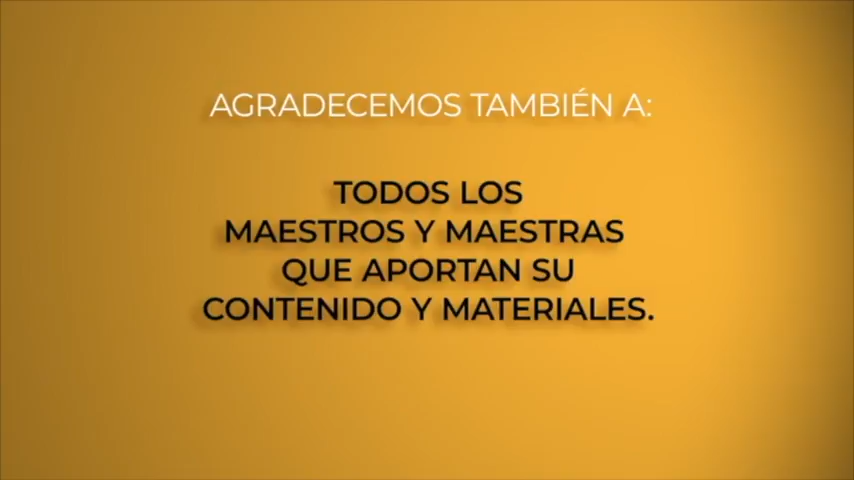 AGRADECEMOS TAMBIÉN A:
TODOS LOS
MAESTROS Y MAESTRAS
QUE APORTAN SU
CONTENIDO Y MATERIALES.